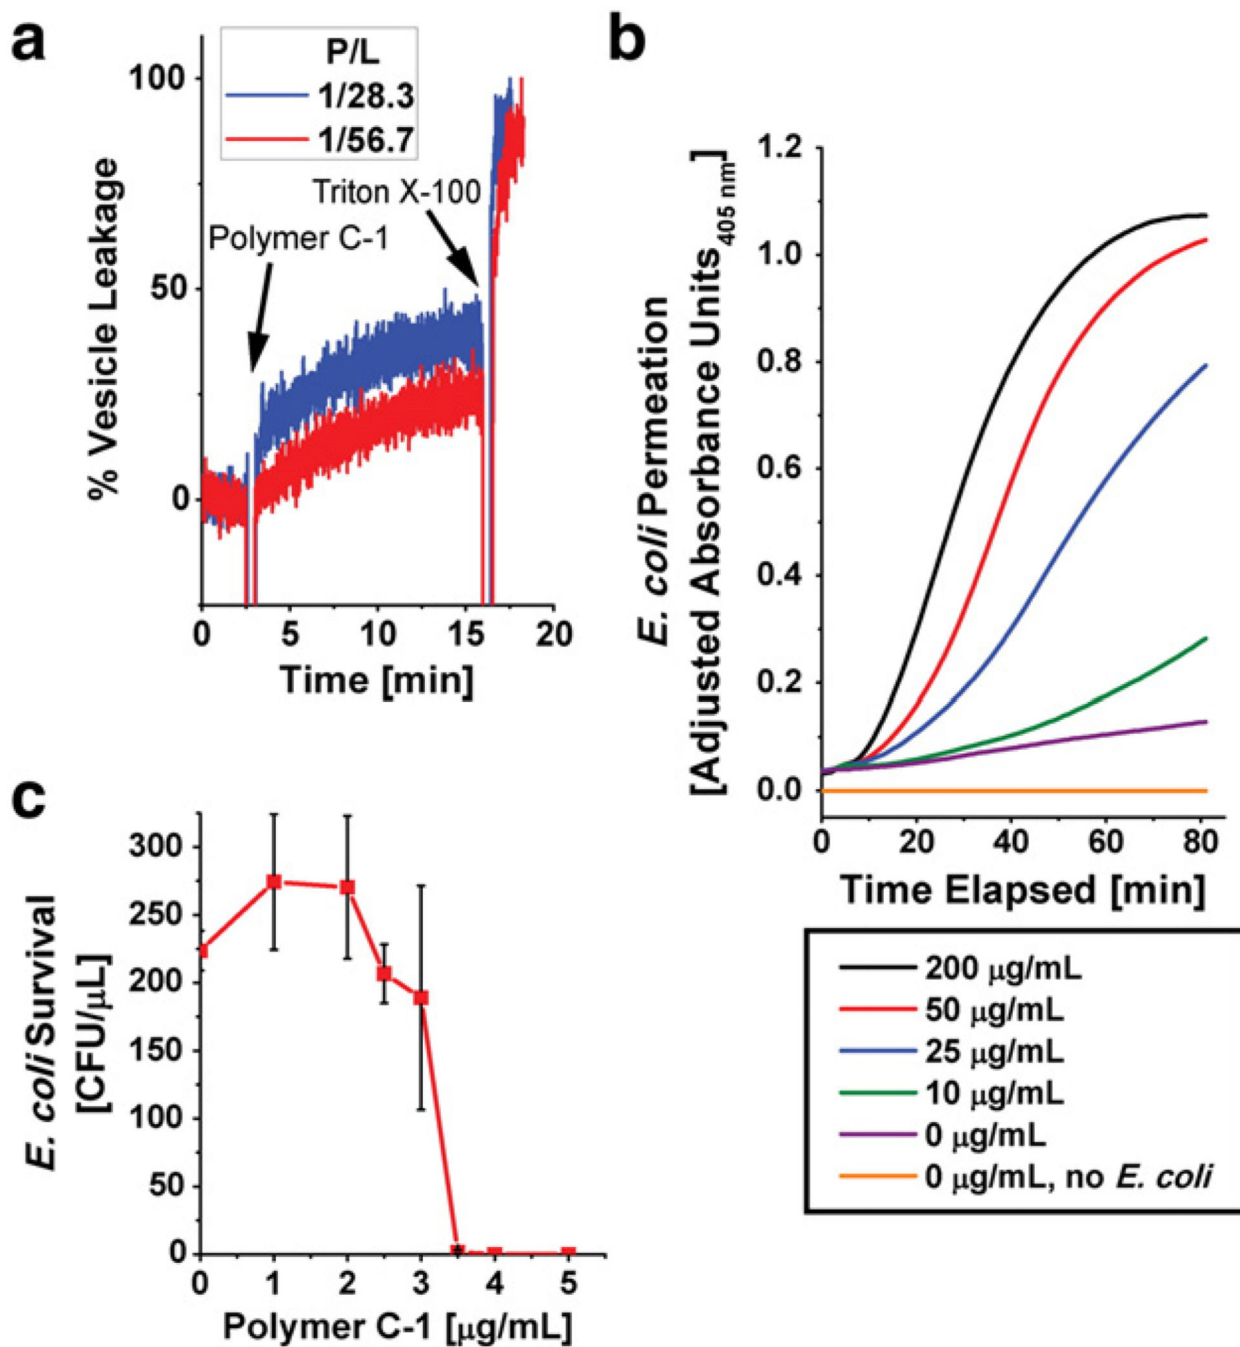 a
P/L
1/28.3
1/56.7
Triton X-100
Polymer C-1
% Vesicle Leakage
100
50
0
0 5 10 15 20
Time [min]
b
E. coli Permeation
[Adjusted Absorbance Units405 nm]
1.2
1.0
0.8
0.6
0.4
0.2
0.0
0 20 40 60 80
Time Elapsed [min]
200 μg/mL
50 μg/mL
25 μg/mL
10 μg/mL
0 μg/mL
0 μg/mL, no E. coli
c
E. coli Survival
[CFU/μL]
300
250
200
150
100
50
0
0 1 2 3 4 5
Polymer C-1 [μg/mL]